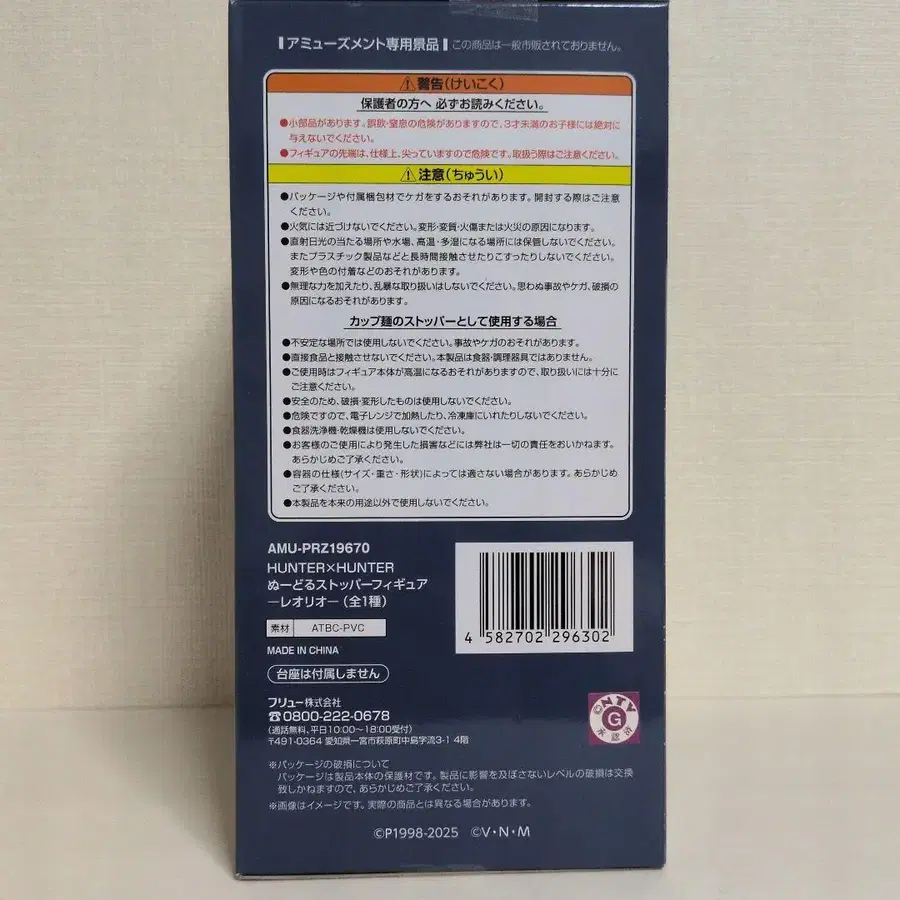 アミューズメント専用景品 この商品は一般市販されておりません。
警告(けいこく)
保護者の方へ 必ずお読みください。
●小部品があります。誤飲・窒息の危険がありますので、3才未満のお子様には絶対に
与えないでください。
●フィギュアの先端は、仕様上、尖っていますので危険です。取扱う際はご注意ください。
注意(ちゅうい)
●パッケージや付属梱包材でケガをするおそれがあります。開封する際はご注意
ください。
●火気には近づけないでください。変形・変質・火傷または火災の原因になります。
●直射日光の当たる場所や水場、高温・多湿になる場所には保管しないでください。
またプラスチック製品などと長時間接触させたりこすったりしないでください。
変形や色の付着などのおそれがあります。
●無理な力を加えたり、乱暴な取り扱いはしないでください。思わぬ事故やケガ、破損の
原因になるおそれがあります。
カップ麺のストッパーとして使用する場合
●不安定な場所では使用しないでください。事故やケガのおそれがあります。
●直接食品と接触させないでください。本製品は食器・調理器具ではありません。
●ご使用時はフィギュア本体が高温になるおそれがありますので、取り扱いには十分に
ご注意ください。
●安全のため、破損・変形したものは使用しないでください。
●危険ですので、電子レンジで加熱したり、冷凍庫にいれたりしないでください。
●食器洗浄機・乾燥機は使用しないでください。
●お客様のご使用により発生した損害などには弊社は一切の責任をおいかねます。
あらかじめご了承ください。
●容器の仕様(サイズ・重さ・形状)によっては適さない場合があります。あらかじめ
ご了承ください。
●本製品を本来の用途以外で使用しないでください。
AMU-PRZ19670
HUNTER×HUNTER
ぬーどるストッパーフィギュア
ーレオリオー(全1種)
素材 ATBC-PVC
MADE IN CHINA
台座は付属しません
4 582702 296302
フリュー株式会社
☎0800-222-0678
(通話無料、平日10:00〜18:00受付)
〒491-0364 愛知県一宮市萩原町中島字流3-1 4階
©NTV
G
承認済
※パッケージの破損について
パッケージは製品本体の保護材です。製品に影響を及ぼさないレベルの破損は交換
致しかねますので、あらかじめご了承ください。
※画像はイメージです。実際の商品とは異なる場合があります。
©P1998-2025 ©V・N・M